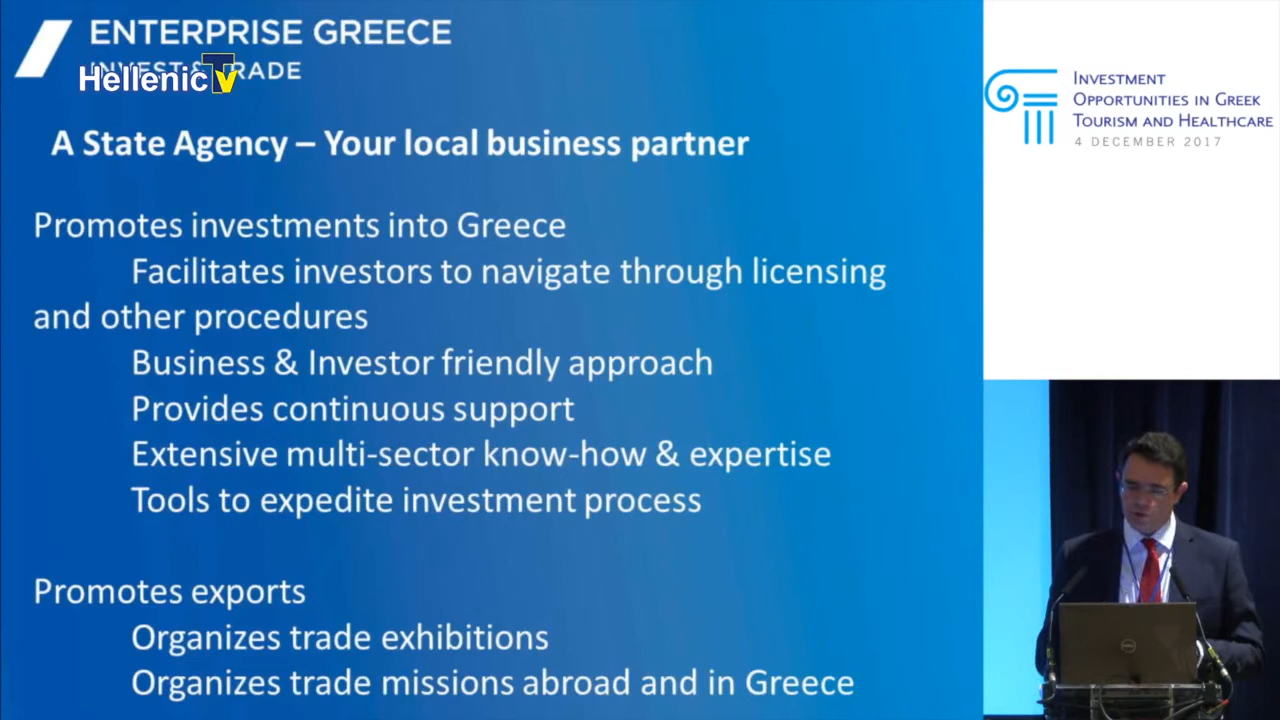 ENTERPRISE GREECE
INVEST & TRADE
HellenicTv
A State Agency – Your local business partner
Promotes investments into Greece
Facilitates investors to navigate through licensing
and other procedures
Business & Investor friendly approach
Provides continuous support
Extensive multi-sector know-how & expertise
Tools to expedite investment process
Promotes exports
Organizes trade exhibitions
Organizes trade missions abroad and in Greece
INVESTMENT
OPPORTUNITIES IN GREEK
TOURISM AND HEALTHCARE
4 DECEMBER 2017
DELL